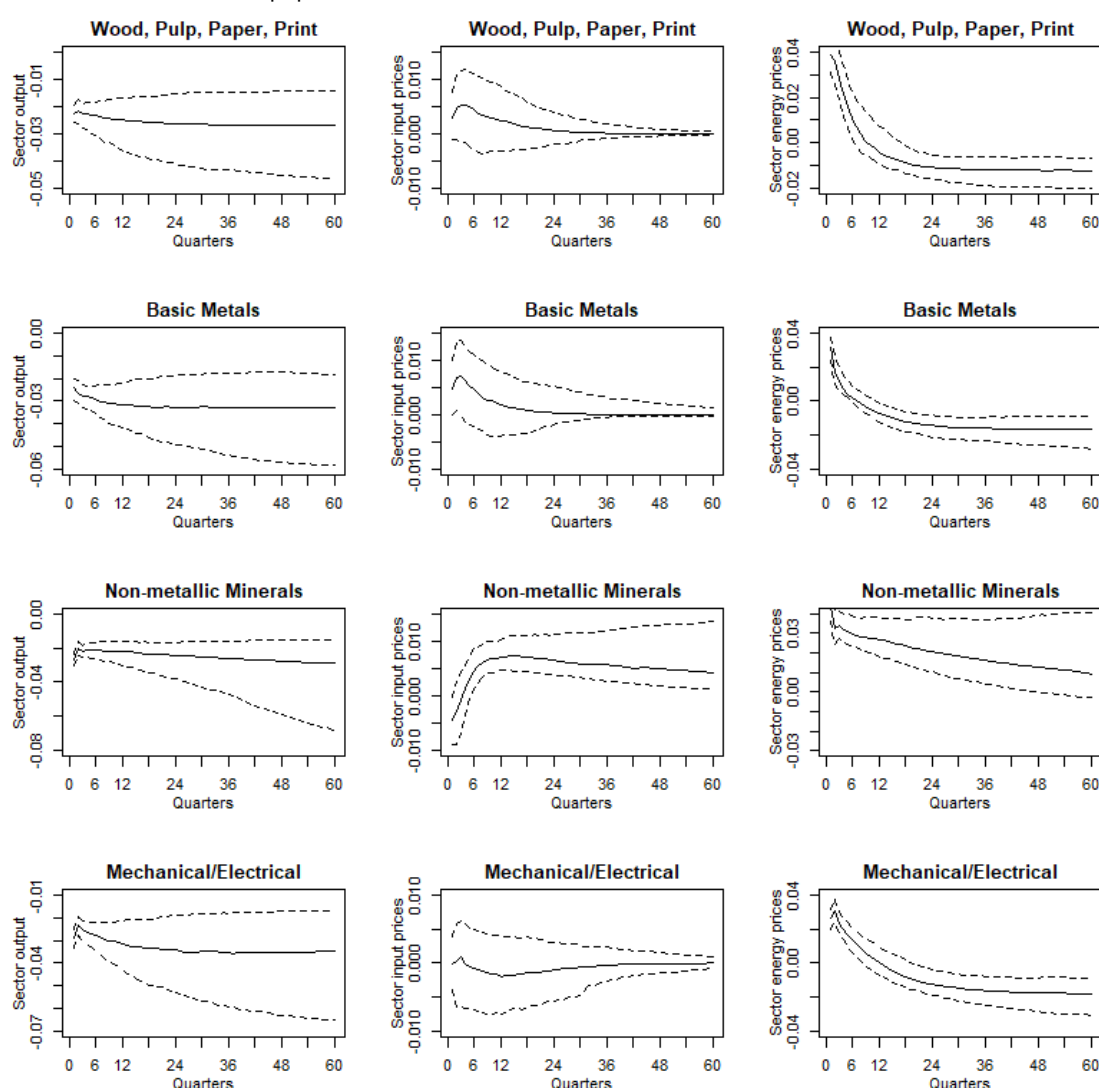 Wood, Pulp, Paper, Print
Sector output
-0.01
-0.03
-0.05
0 6 12 24 36 48 60
Quarters
Wood, Pulp, Paper, Print
Sector input prices
0.010
0.000
-0.010
0 6 12 24 36 48 60
Quarters
Wood, Pulp, Paper, Print
Sector energy prices
0.04
0.02
0.00
-0.02
0 6 12 24 36 48 60
Quarters
Basic Metals
Sector output
0.00
-0.03
-0.06
0 6 12 24 36 48 60
Quarters
Basic Metals
Sector input prices
0.010
0.000
-0.010
0 6 12 24 36 48 60
Quarters
Basic Metals
Sector energy prices
0.04
0.00
-0.04
0 6 12 24 36 48 60
Quarters
Non-metallic Minerals
Sector output
0.00
-0.04
-0.08
0 6 12 24 36 48 60
Quarters
Non-metallic Minerals
Sector input prices
0.010
0.000
-0.010
0 6 12 24 36 48 60
Quarters
Non-metallic Minerals
Sector energy prices
0.03
0.00
-0.03
0 6 12 24 36 48 60
Quarters
Mechanical/Electrical
Sector output
-0.01
-0.04
-0.07
0 6 12 24 36 48 60
Quarters
Mechanical/Electrical
Sector input prices
0.010
0.000
-0.010
0 6 12 24 36 48 60
Quarters
Mechanical/Electrical
Sector energy prices
0.04
0.00
-0.04
0 6 12 24 36 48 60
Quarters